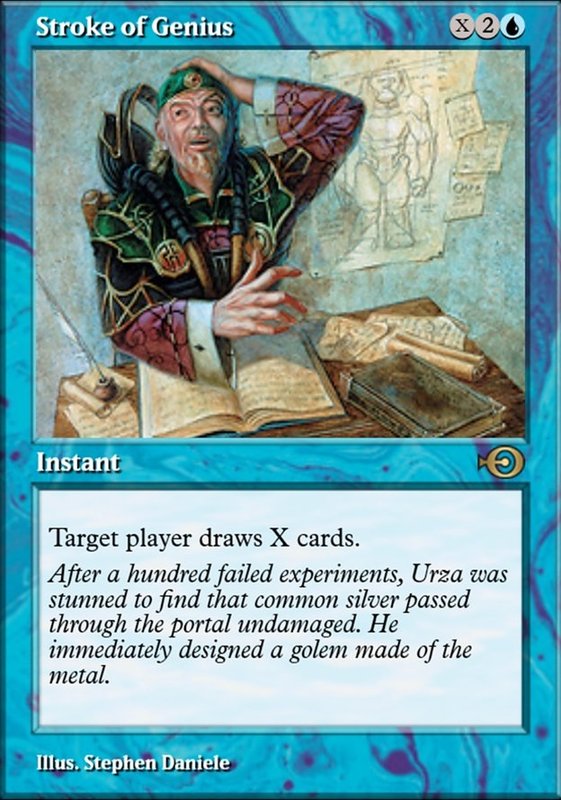 Stroke of Genius
X 2
Instant
Target player draws X cards.
After a hundred failed experiments, Urza was
stunned to find that common silver passed
through the portal undamaged. He
immediately designed a golem made of the
metal.
Illus. Stephen Daniele